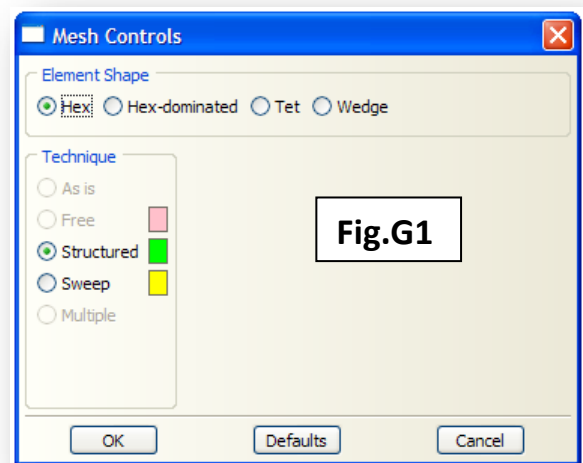 Mesh Controls
Element Shape
Hex Hex-dominated Tet Wedge
Technique
As is
Free
Structured
Sweep
Multiple
Fig.G1
OK Defaults Cancel